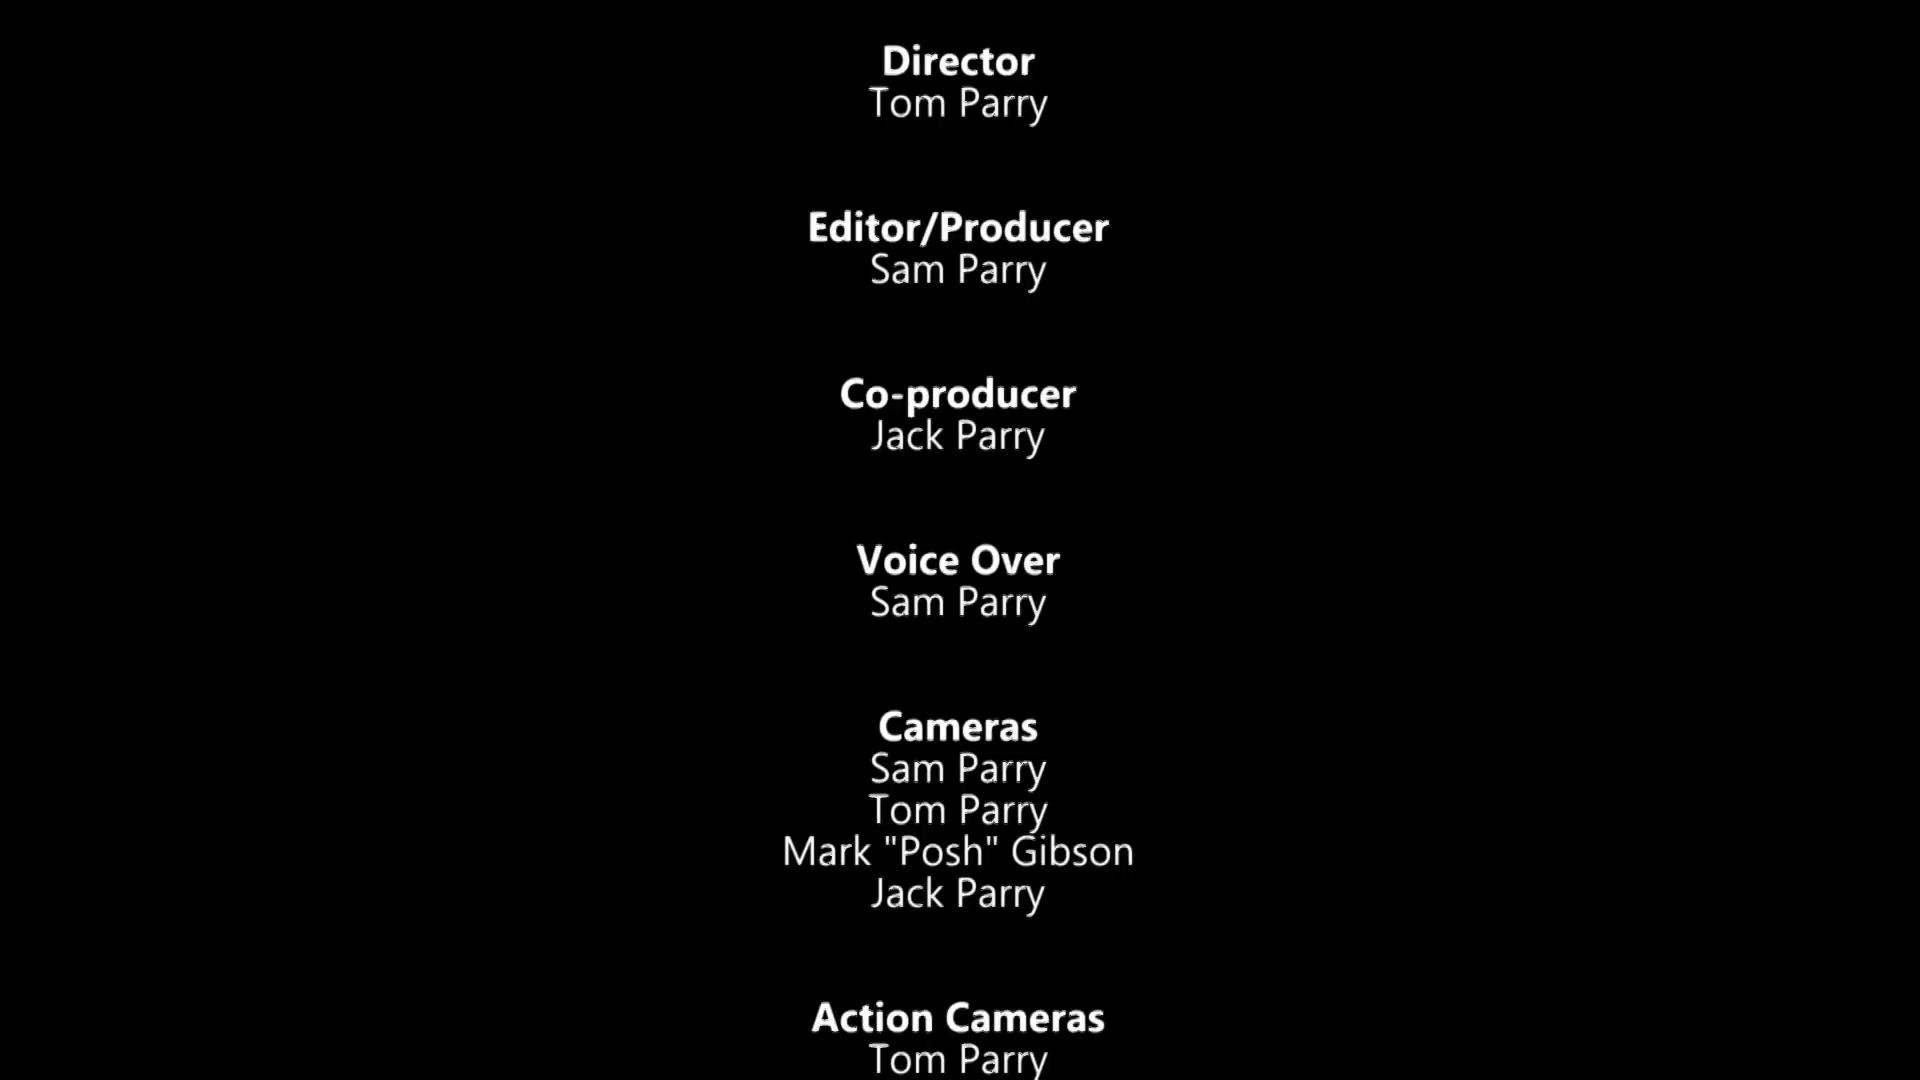 Director
Tom Parry
Editor/Producer
Sam Parry
Co-producer
Jack Parry
Voice Over
Sam Parry
Cameras
Sam Parry
Tom Parry
Mark "Posh" Gibson
Jack Parry
Action Cameras
Tom Parry